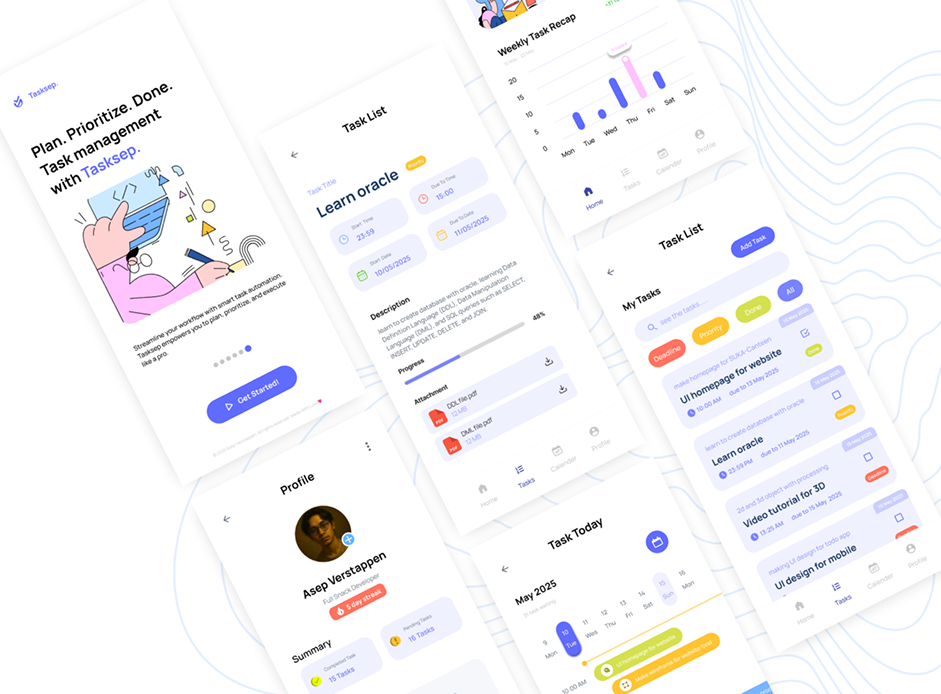 Tasksep.
Plan. Prioritize. Done.
Task management
with Tasksep.
Streamline your workflow with smart task automation.
Tasksep empowers you to plan, prioritize, and execute
like a pro.
Get Started!
Task List
Task Title
Learn oracle
Priority
Start Time
23:59
Due To Time
15:00
Start Date
10/05/2025
Due To Date
11/05/2025
Description
learn to create database with oracle, learning Data
Definition Language (DDL), Data Manipulation
Language (DML), and SQL queries such as SELECT,
INSERT, UPDATE, DELETE, and JOIN.
Progress
48%
Attachment
PDF
DDL file.pdf
12 MB
PDF
DML file.pdf
12 MB
Home
Tasks
Calender
Profile
Weekly Task Recap
20
15
10
5
0
Mon
Tue
Wed
Thu
Fri
Sat
Sun
Home
Tasks
Calender
Profile
Task List
Add Task
My Tasks
see the tasks......
Deadline
Priority
Done
All
make homepage for SUKA-Canteen
UI homepage for website
10:00 AM
due to 13 May 2025
Done
learn to create database with oracle
Learn oracle
23:59 PM
due to 11 May 2025
Priority
2d and 3d object with processing
Video tutorial for 3D
13:25 AM
due to 15 May 2025
Deadline
making UI design for todo app
UI design for mobile
Home
Tasks
Calender
Profile
Profile
Asep Verstappen
Full Snack Developer
5 day streak
Summary
Completed Task
15 Tasks
Pending Tasks
16 Tasks
Task Today
May 2025
9
Mon
10
Tue
11
Wed
12
Thu
13
Fri
14
Sat
15
Sun
16
Mon
10:00 AM
UI homepage for website
Make wireframe for website food